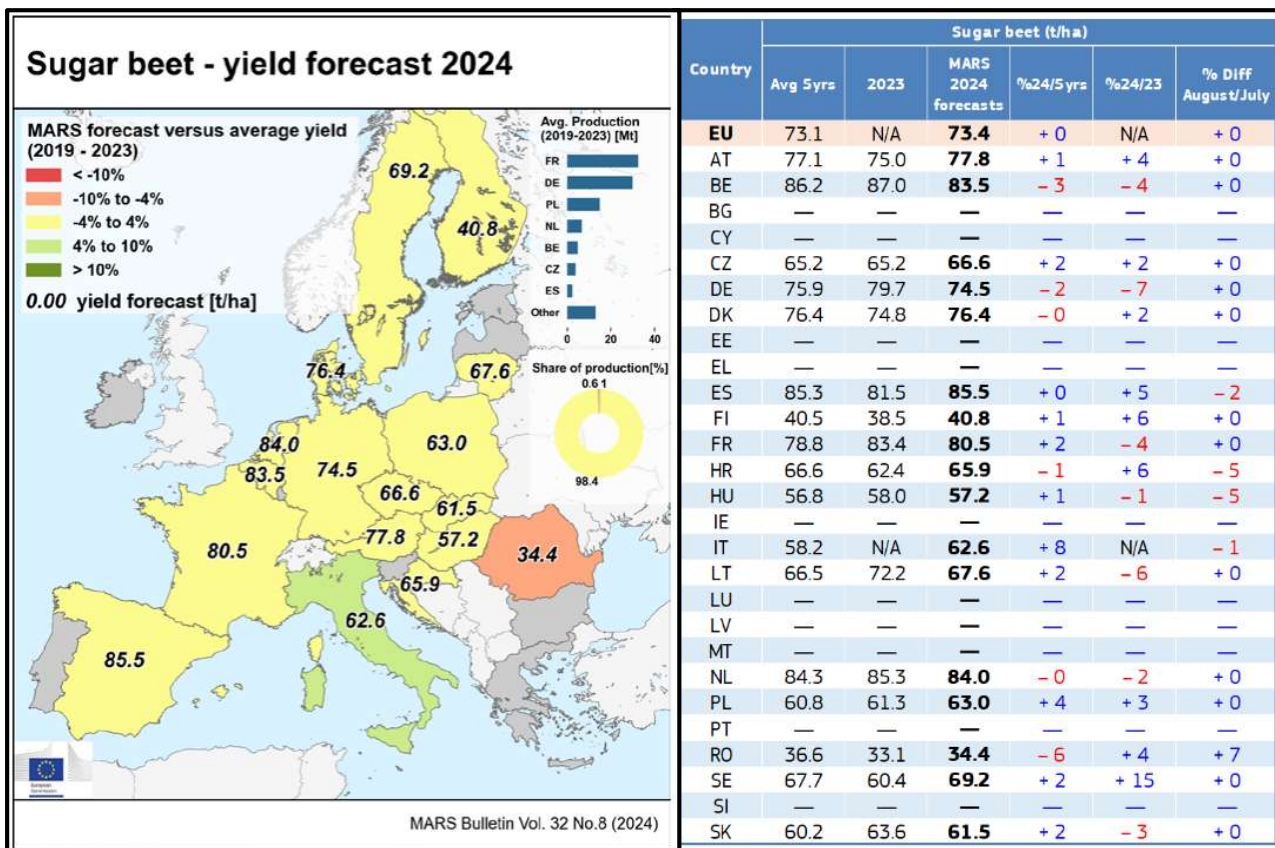 Sugar beet - yield forecast 2024
MARS forecast versus average yield
(2019 - 2023)
< -10%
-10% to -4%
-4% to 4%
4% to 10%
> 10%
0.00 yield forecast [t/ha]
Avg. Production
(2019-2023) [Mt]
FR
DE
PL
NL
BE
CZ
ES
Other
0 20 40
Share of production[%]
0.6 1
98.4
69.2
40.8
76.4
67.6
84.0
83.5
74.5
63.0
66.6
61.5
77.8
57.2
80.5
34.4
65.9
62.6
85.5
European
Commission
MARS Bulletin Vol. 32 No.8 (2024)
Sugar beet (t/ha)
Country Avg 5yrs 2023 MARS 2024 forecasts %24/5yrs %24/23 % Diff August/July
EU 73.1 N/A 73.4 + 0 N/A + 0
AT 77.1 75.0 77.8 + 1 + 4 + 0
BE 86.2 87.0 83.5 – 3 – 4 + 0
BG — — — — — —
CY — — — — — —
CZ 65.2 65.2 66.6 + 2 + 2 + 0
DE 75.9 79.7 74.5 – 2 – 7 + 0
DK 76.4 74.8 76.4 – 0 + 2 + 0
EE — — — — — —
EL — — — — — —
ES 85.3 81.5 85.5 + 0 + 5 – 2
FI 40.5 38.5 40.8 + 1 + 6 + 0
FR 78.8 83.4 80.5 + 2 – 4 + 0
HR 66.6 62.4 65.9 – 1 + 6 – 5
HU 56.8 58.0 57.2 + 1 – 1 – 5
IE — — — — — —
IT 58.2 N/A 62.6 + 8 N/A – 1
LT 66.5 72.2 67.6 + 2 – 6 + 0
LU — — — — — —
LV — — — — — —
MT — — — — — —
NL 84.3 85.3 84.0 – 0 – 2 + 0
PL 60.8 61.3 63.0 + 4 + 3 + 0
PT — — — — — —
RO 36.6 33.1 34.4 – 6 + 4 + 7
SE 67.7 60.4 69.2 + 2 + 15 + 0
SI — — — — — —
SK 60.2 63.6 61.5 + 2 – 3 + 0